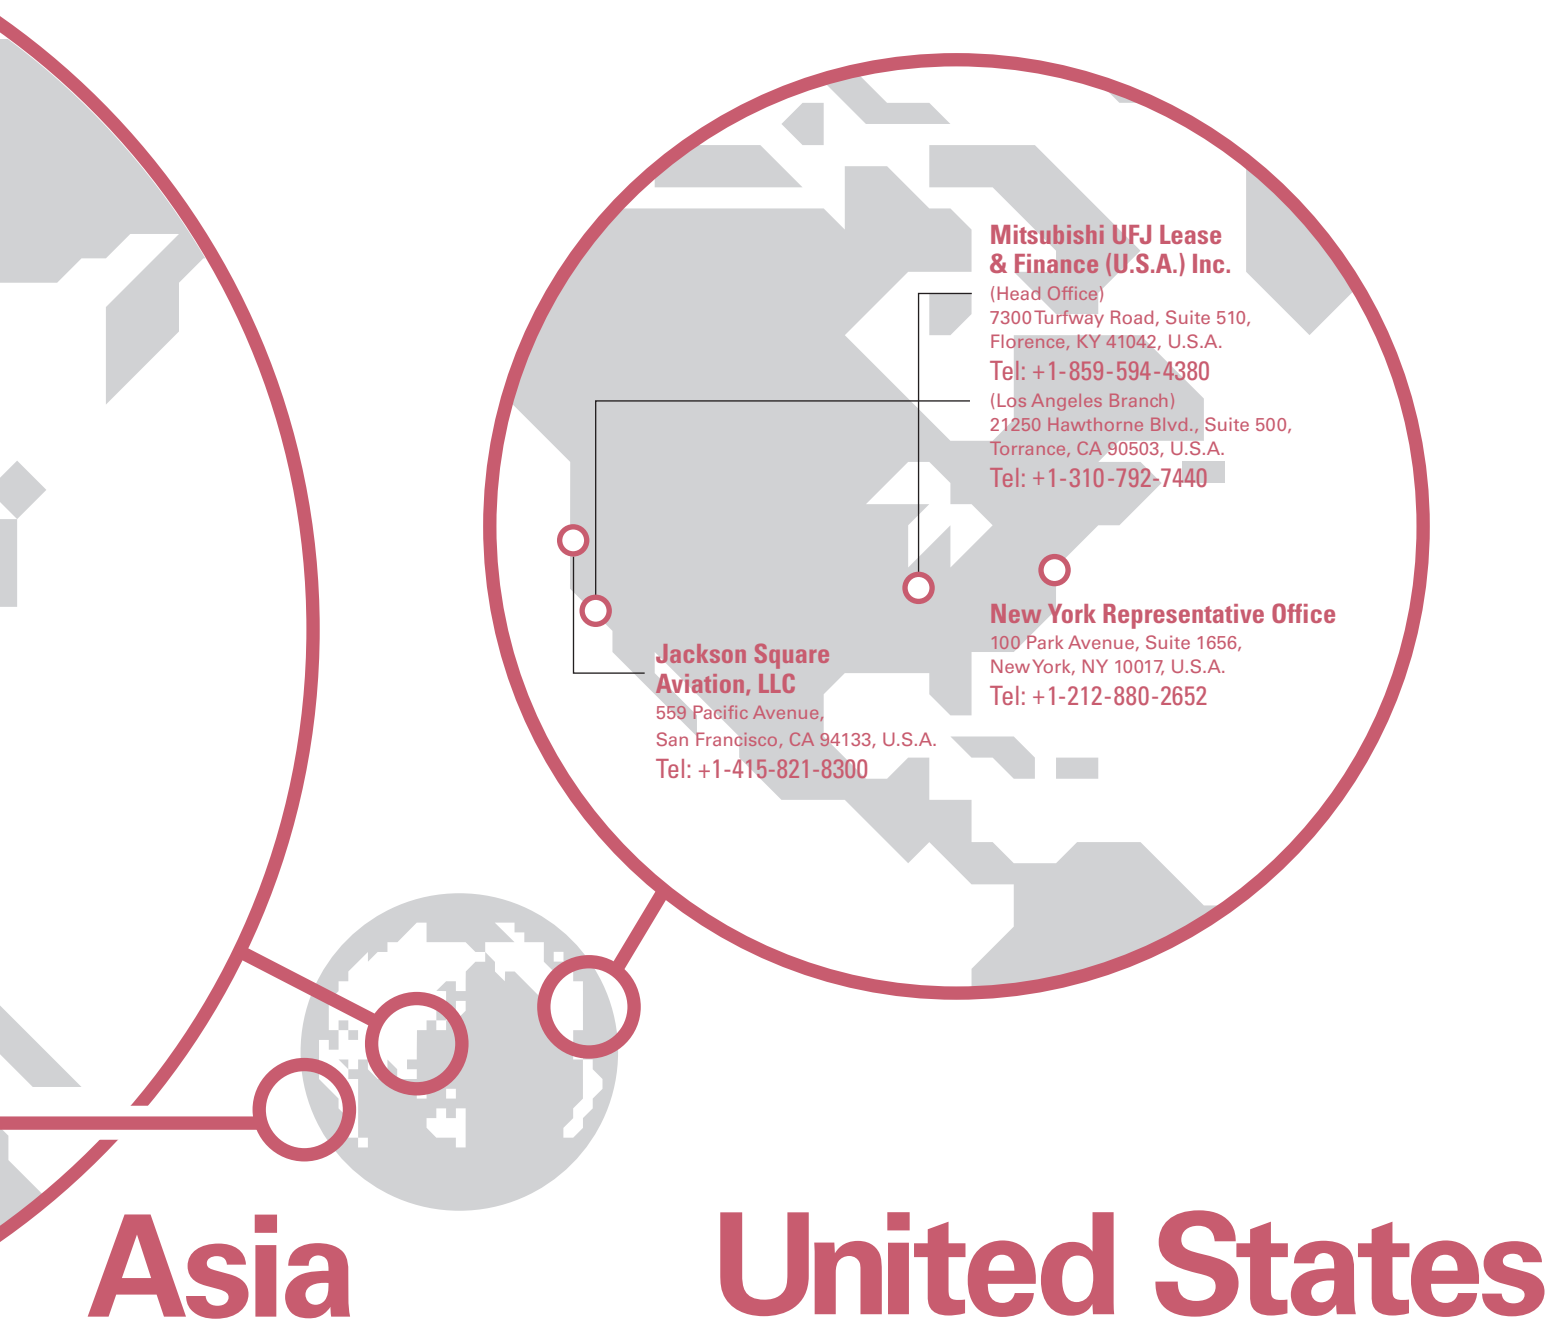 Mitsubishi UFJ Lease
& Finance (U.S.A.) Inc.
(Head Office)
7300 Turfway Road, Suite 510,
Florence, KY 41042, U.S.A.
Tel: +1-859-594-4380
(Los Angeles Branch)
21250 Hawthorne Blvd., Suite 500,
Torrance, CA 90503, U.S.A.
Tel: +1-310-792-7440
New York Representative Office
100 Park Avenue, Suite 1656,
New York, NY 10017, U.S.A.
Tel: +1-212-880-2652
Jackson Square
Aviation, LLC
559 Pacific Avenue,
San Francisco, CA 94133, U.S.A.
Tel: +1-415-821-8300
Asia
United States